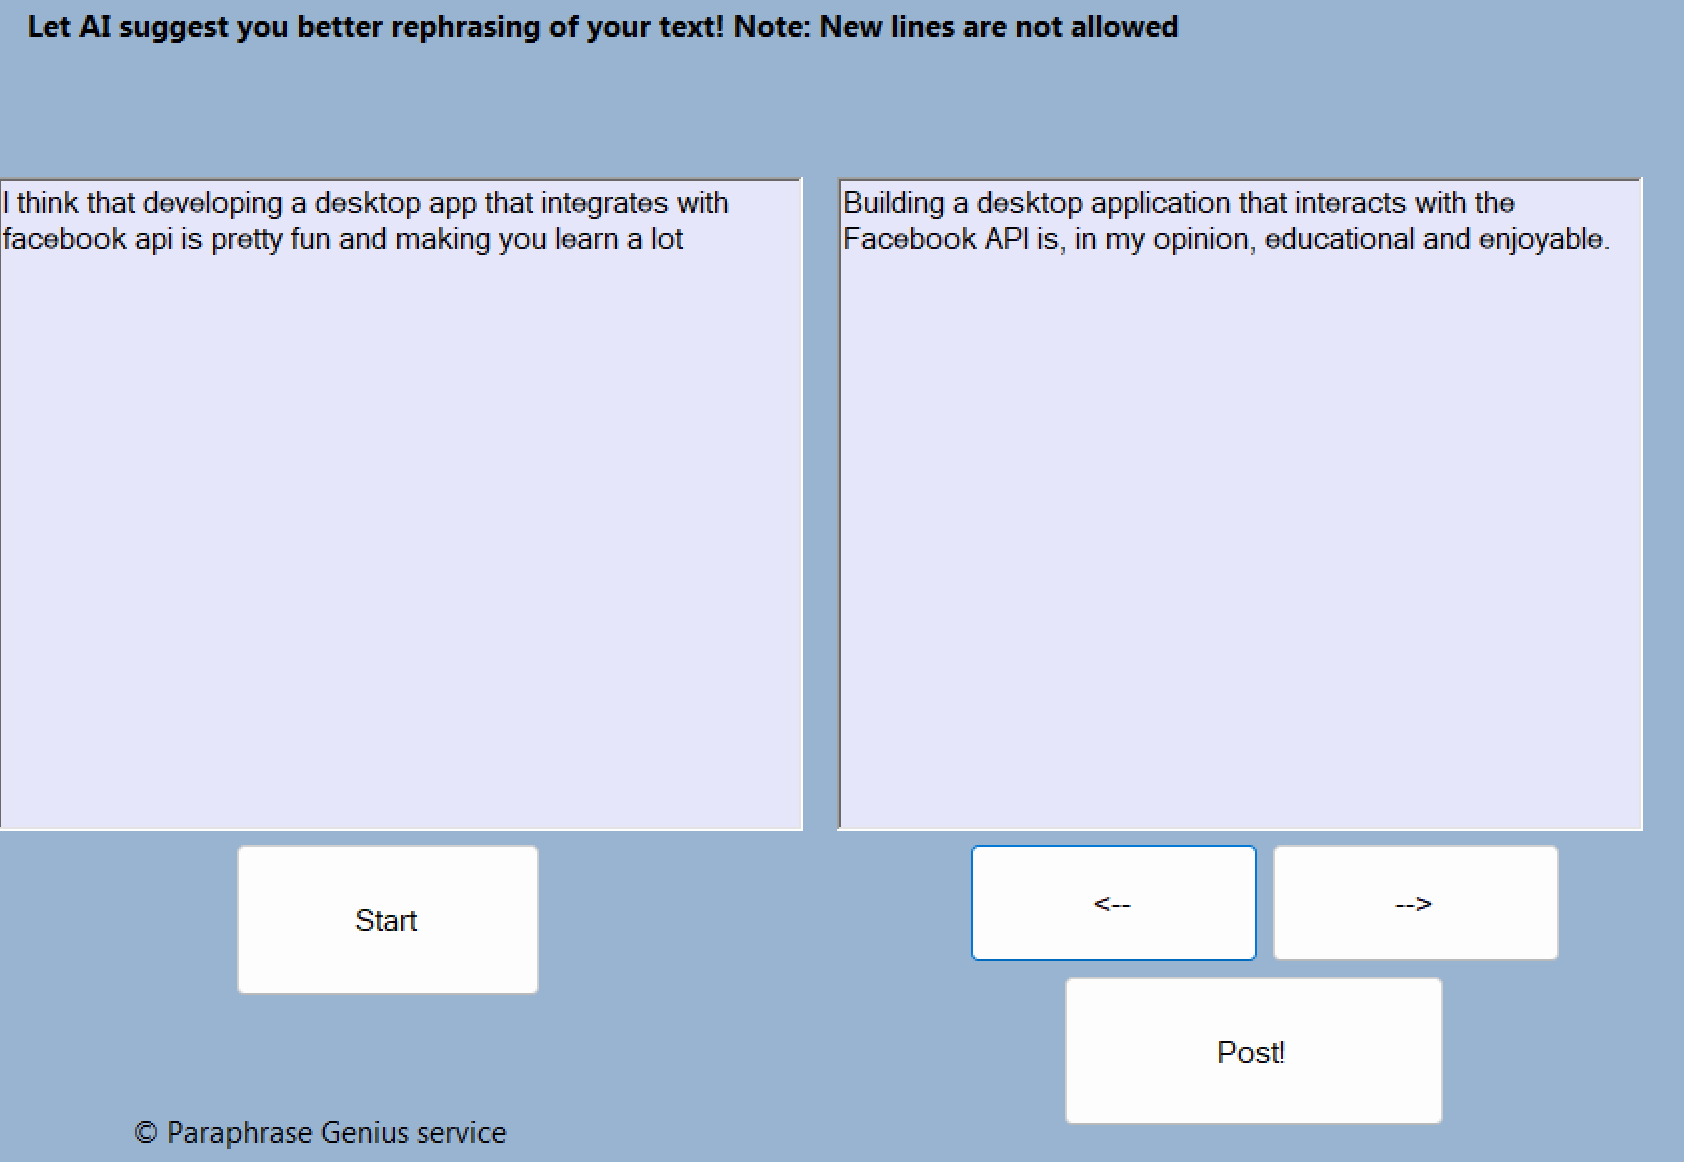 Let AI suggest you better rephrasing of your text! Note: New lines are not allowed
I think that developing a desktop app that integrates with
facebook api is pretty fun and making you learn a lot
Building a desktop application that interacts with the
Facebook API is, in my opinion, educational and enjoyable.
Start
<--
-->
Post!
© Paraphrase Genius service